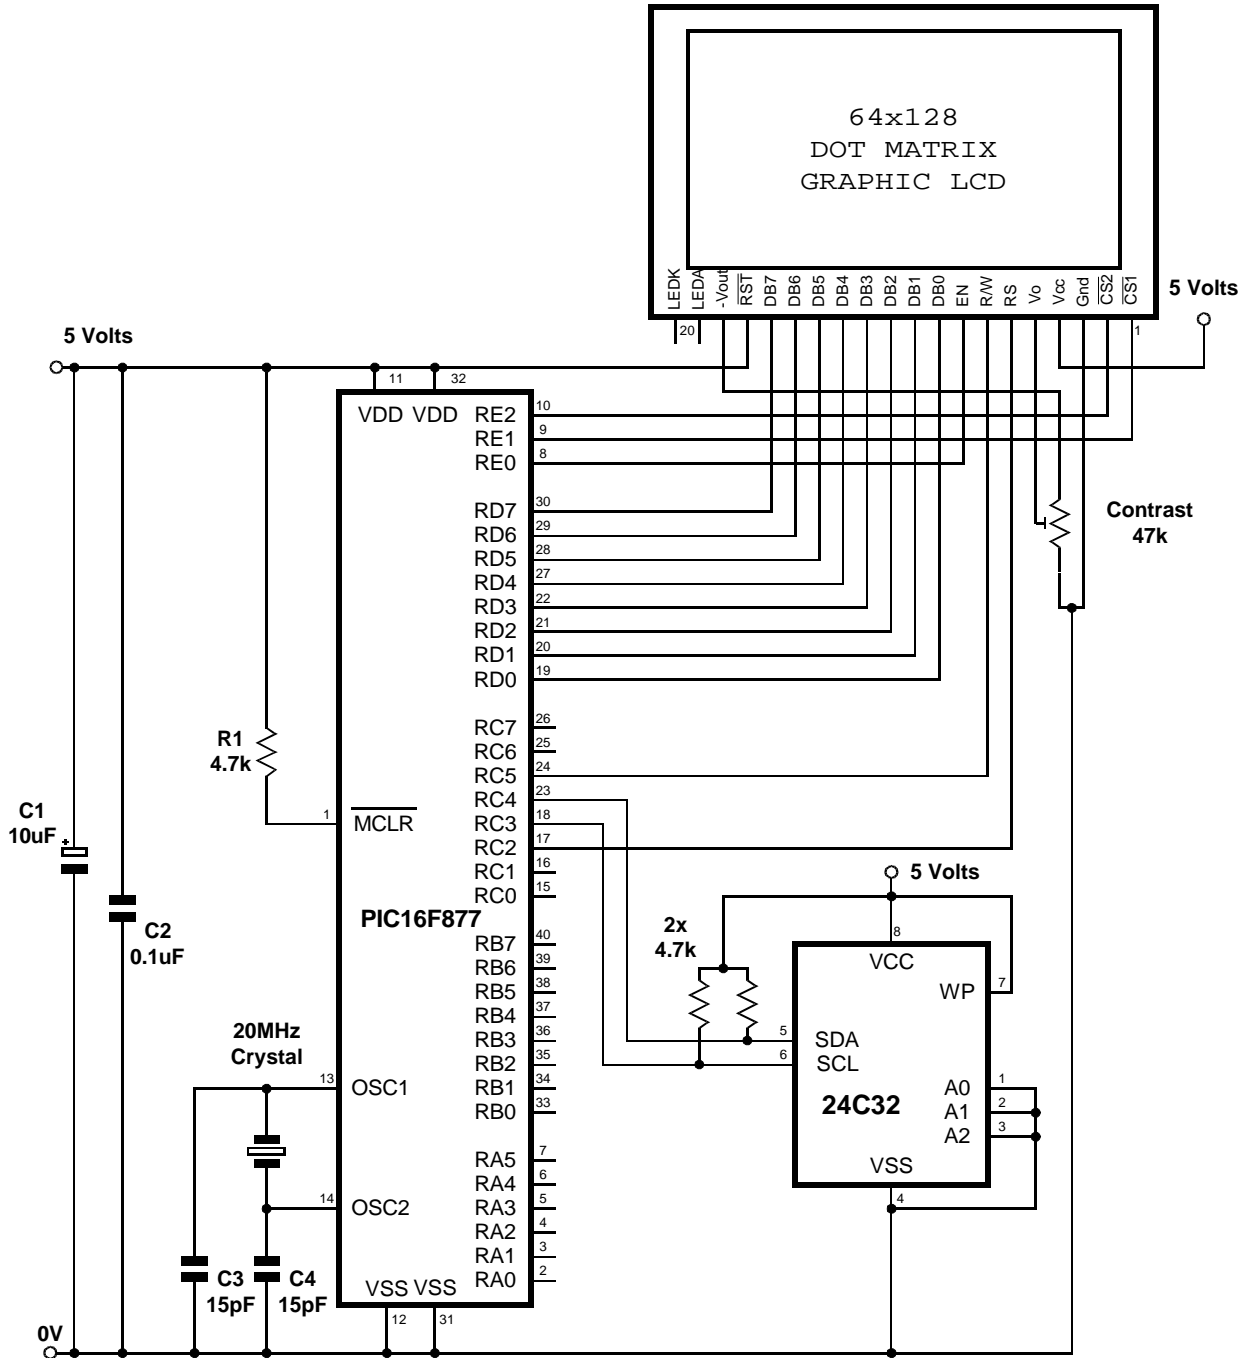 64x128
DOT MATRIX
GRAPHIC LCD
LEDK
LEDA
-Vout
RST
DB7
DB6
DB5
DB4
DB3
DB2
DB1
DB0
EN
R/W
RS
Vo
Vcc
Gnd
CS2
CS1
20
1
5 Volts
5 Volts
11
32
VDD VDD
RE2 10
RE1 9
RE0 8
RD7 30
RD6 29
RD5 28
RD4 27
RD3 22
RD2 21
RD1 20
RD0 19
Contrast
47k
RC7 26
RC6 25
RC5 24
RC4 23
RC3 18
RC2 17
RC1 16
RC0 15
R1
4.7k
1
MCLR
C1
10uF
+
C2
0.1uF
PIC16F877
RB7 40
RB6 39
RB5 38
RB4 37
RB3 36
RB2 35
RB1 34
RB0 33
5 Volts
2x
4.7k
8
VCC
WP 7
5 SDA
6 SCL
24C32
A0 1
A1 2
A2 3
VSS
4
20MHz
Crystal
13 OSC1
14 OSC2
RA5 7
RA4 6
RA3 5
RA2 4
RA1 3
RA0 2
C3
15pF
C4
15pF
VSS VSS
12
31
0V